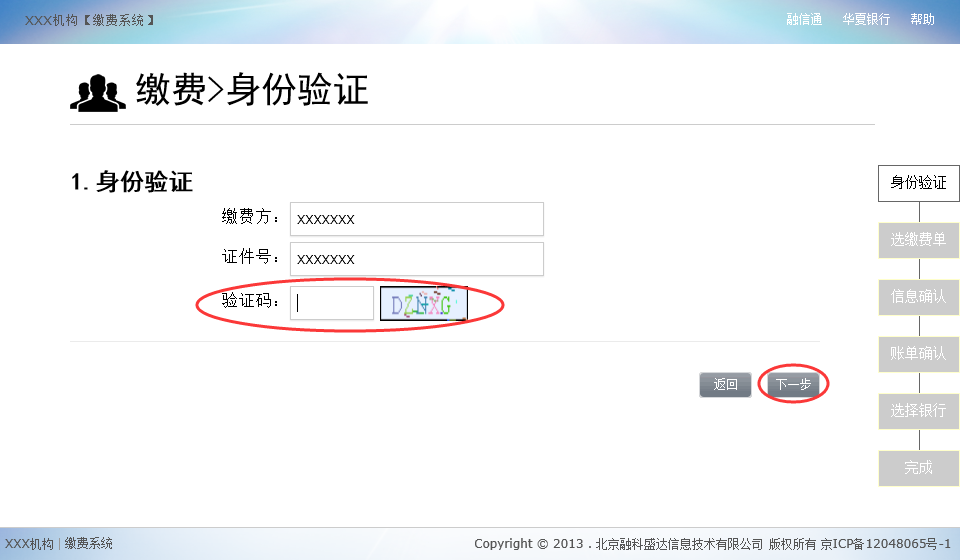 XXX机构【缴费系统】
融信通 华夏银行 帮助
缴费>身份验证
1. 身份验证
缴费方： XXXXXXX
证件号： XXXXXXX
验证码： DZNXG
返回 下一步
身份验证
选缴费单
信息确认
账单确认
选择银行
完成
XXX机构 | 缴费系统
Copyright © 2013 . 北京融科盛达信息技术有限公司 版权所有 京ICP备12048065号-1